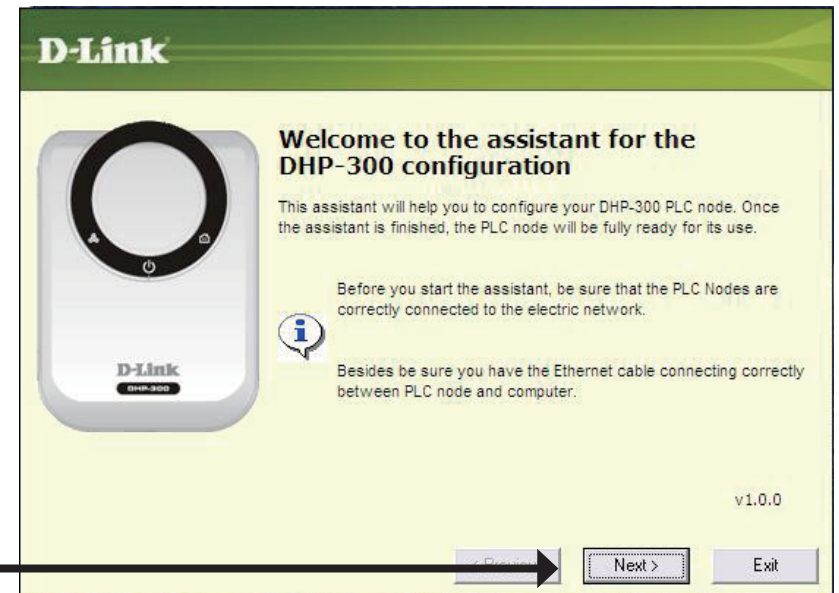 D-Link
Welcome to the assistant for the
DHP-300 configuration
This assistant will help you to configure your DHP-300 PLC node. Once
the assistant is finished, the PLC node will be fully ready for its use.
Before you start the assistant, be sure that the PLC Nodes are
correctly connected to the electric network.
Besides be sure you have the Ethernet cable connecting correctly
between PLC node and computer.
D-Link
DHP-300
v1.0.0
Next >
Exit